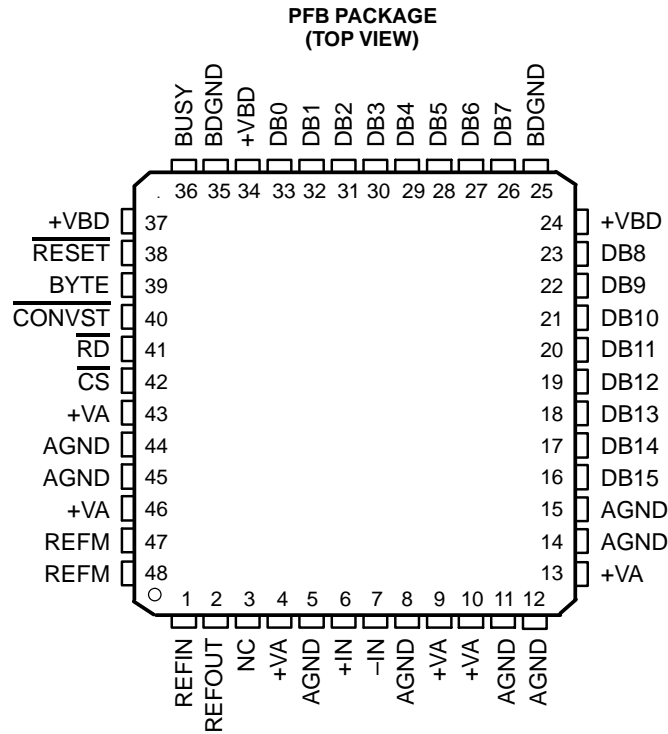 PFB PACKAGE
(TOP VIEW)
BUSY
BDGND
+VBD
DB0
DB1
DB2
DB3
DB4
DB5
DB6
DB7
BDGND
36 35 34 33 32 31 30 29 28 27 26 25
+VBD 37 24 +VBD
RESET 38 23 DB8
BYTE 39 22 DB9
CONVST 40 21 DB10
RD 41 20 DB11
CS 42 19 DB12
+VA 43 18 DB13
AGND 44 17 DB14
AGND 45 16 DB15
+VA 46 15 AGND
REFM 47 14 AGND
REFM 48 13 +VA
1 2 3 4 5 6 7 8 9 10 11 12
REFIN
REFOUT
NC
+VA
AGND
+IN
–IN
AGND
+VA
+VA
AGND
AGND